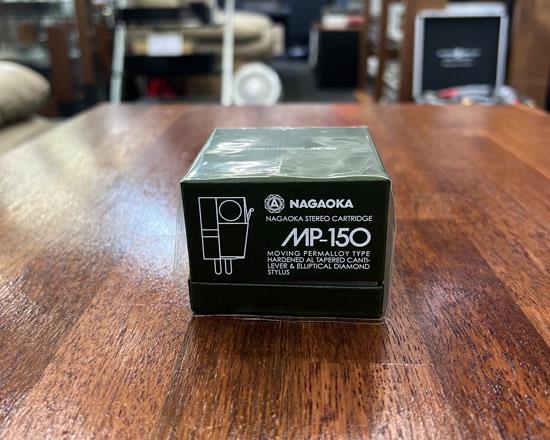 NAGAOKA
NAGAOKA STEREO CARTRIDGE
MP-150
MOVING PERMALLOY TYPE
HARDENED AL TAPERED CANTI-
LEVER & ELLIPTICAL DIAMOND
STYLUS